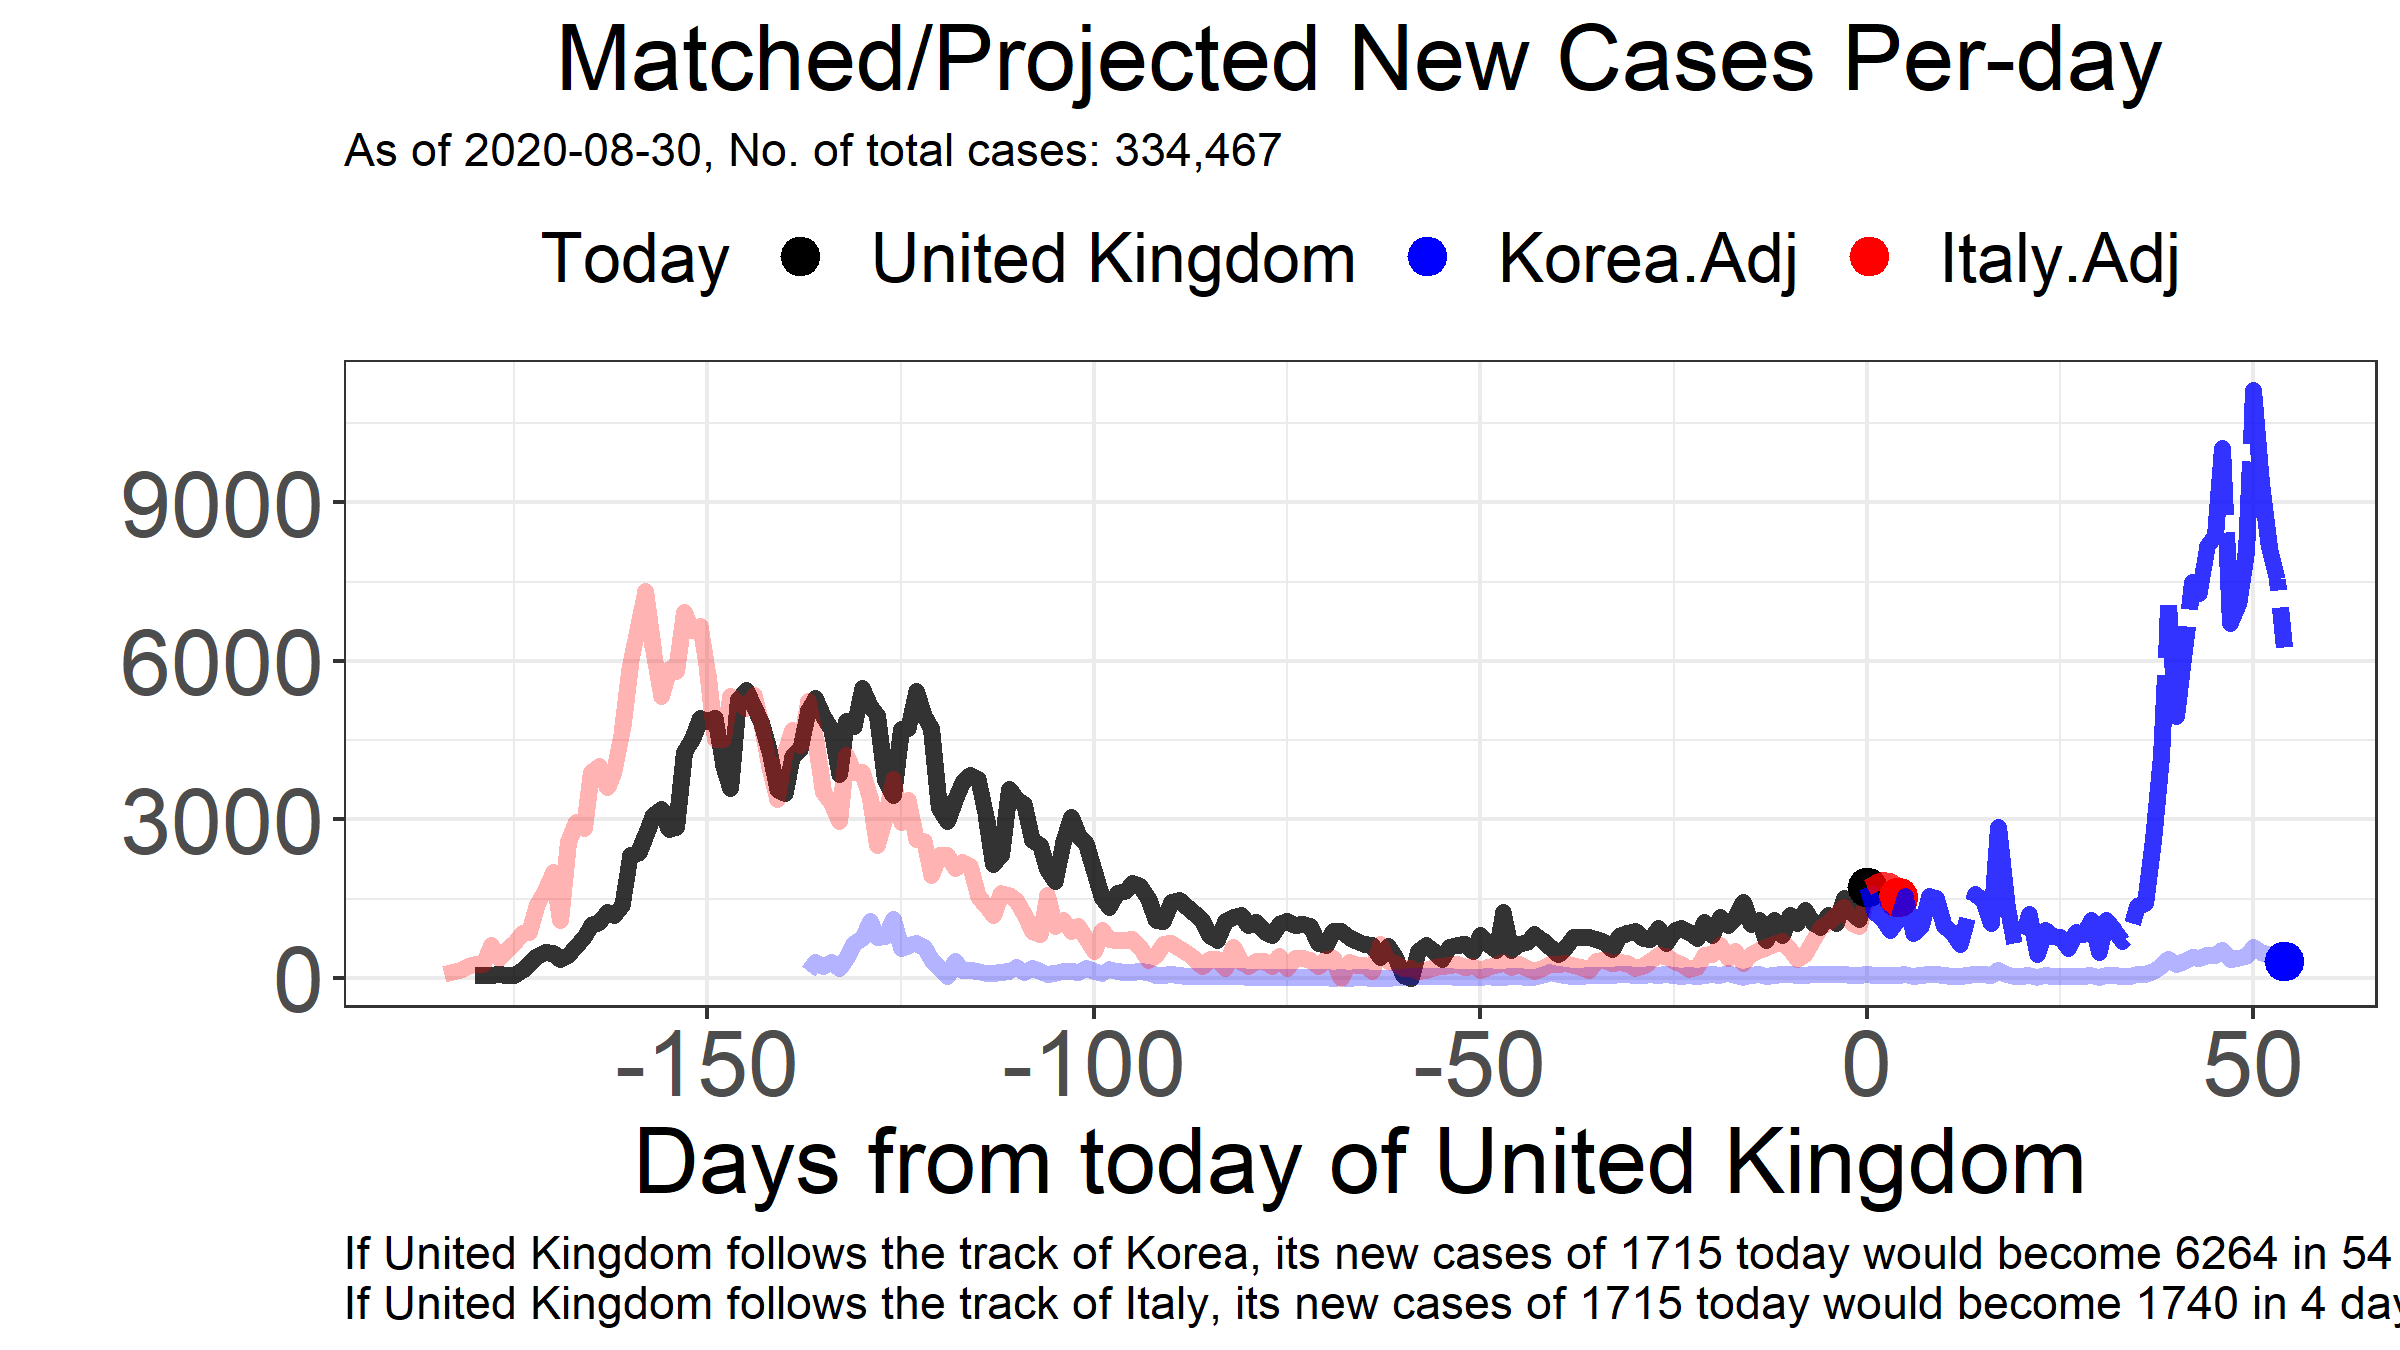 Matched/Projected New Cases Per-day
As of 2020-08-30, No. of total cases: 334,467
Today United Kingdom Korea.Adj Italy.Adj
9000
6000
3000
0
-150 -100 -50 0 50
Days from today of United Kingdom
If United Kingdom follows the track of Korea, its new cases of 1715 today would become 6264 in 54
If United Kingdom follows the track of Italy, its new cases of 1715 today would become 1740 in 4